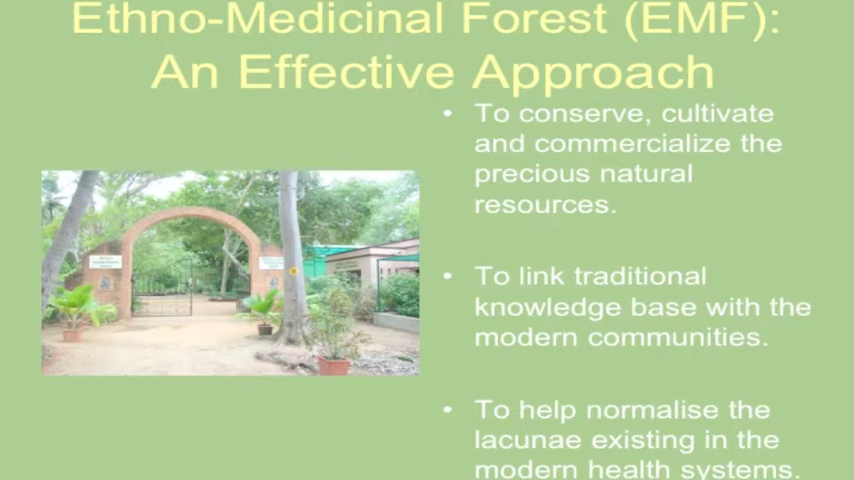 Ethno-Medicinal Forest (EMF):
An Effective Approach
• To conserve, cultivate
and commercialize the
precious natural
resources.
• To link traditional
knowledge base with the
modern communities.
• To help normalise the
lacunae existing in the
modern health systems.